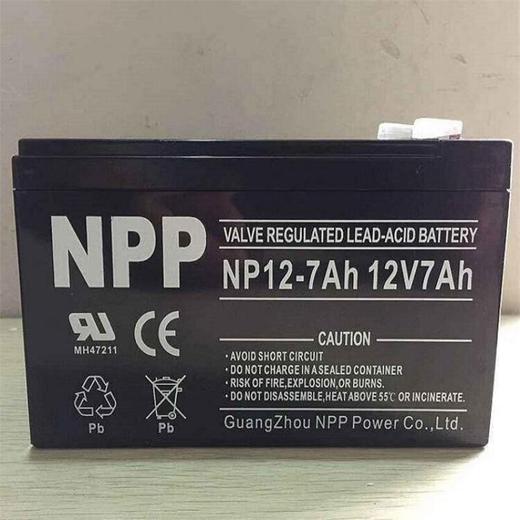 NPP
VALVE REGULATED LEAD-ACID BATTERY
NP12-7Ah 12V7Ah
MH47211
CE
CAUTION
• AVOID SHORT CIRCUIT
• DO NOT CHARGE IN A SEALED CONTAINER
• RISK OF FIRE,EXPLOSION, OR BURNS.
• DO NOT DISASSEMBLE,HEAT ABOVE 55℃ OR INCINERATE.
Pb
Pb
GuangZhou NPP Power Co.,Ltd.